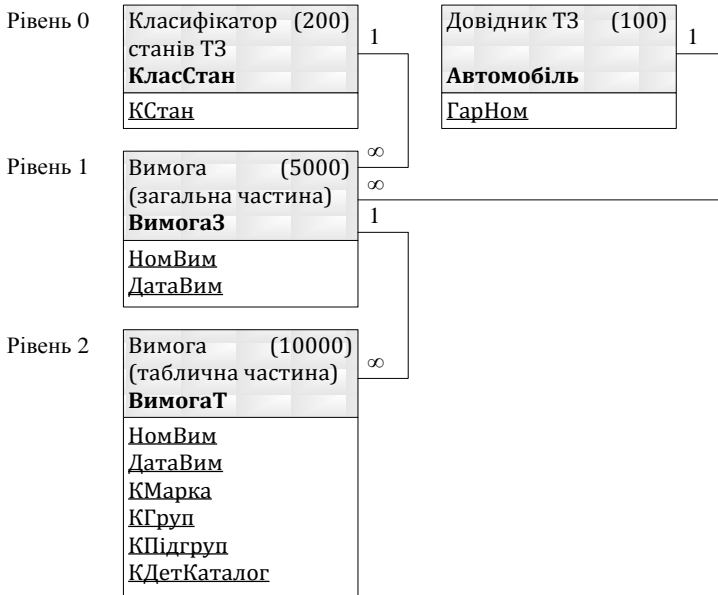 Рівень 0
Класифікатор (200)
станів ТЗ
КласСтан
КСтан
1
Довідник ТЗ (100)
Автомобіль
ГарНом
1
∞
Рівень 1
Вимога (5000)
(загальна частина)
ВимогаЗ
НомВим
ДатаВим
∞
1
Рівень 2
Вимога (10000)
(таблична частина)
ВимогаТ
НомВим
ДатаВим
КМарка
КГруп
КПідгруп
КДетКаталог
∞